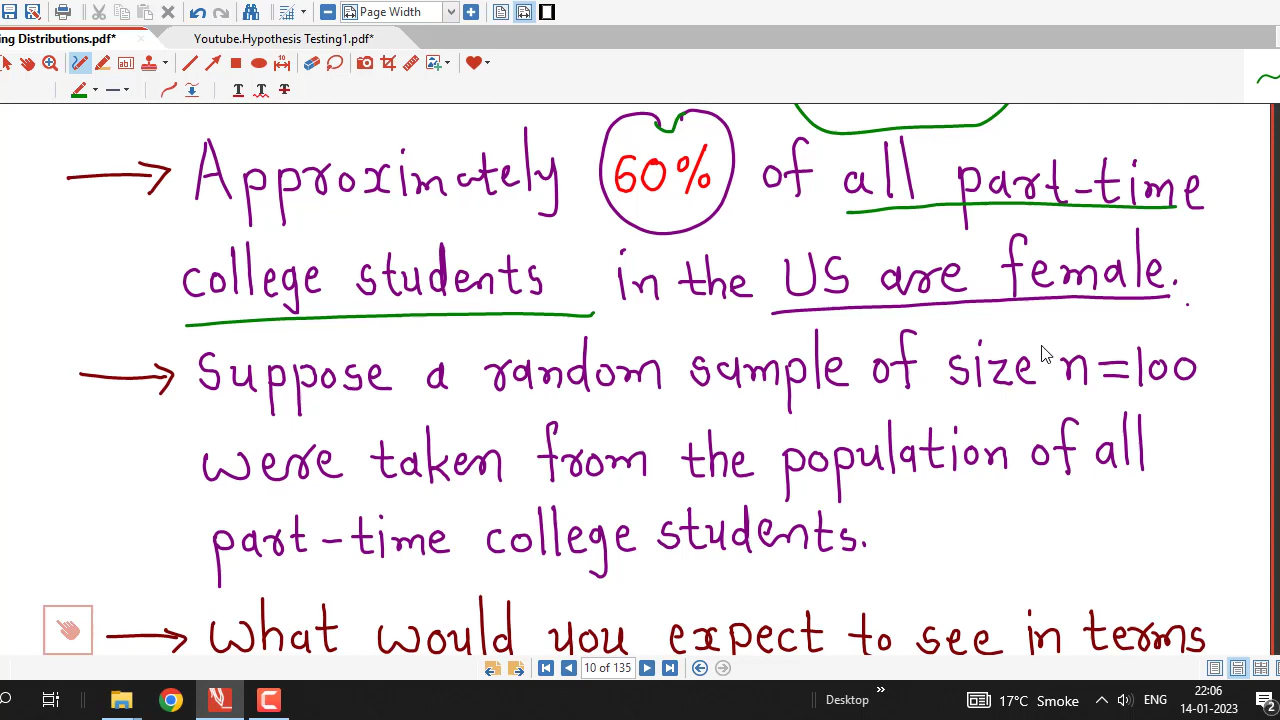 Page Width
ng Distributions.pdf*
Youtube.Hypothesis Testing1.pdf*
Approximately 60% of all part-time
college students in the US are female.
Suppose a random sample of size n=100
were taken from the population of all
part-time college students.
What would you expect to see in terms
10 of 135
Desktop
17°C Smoke
ENG
22:06
14-01-2023
2